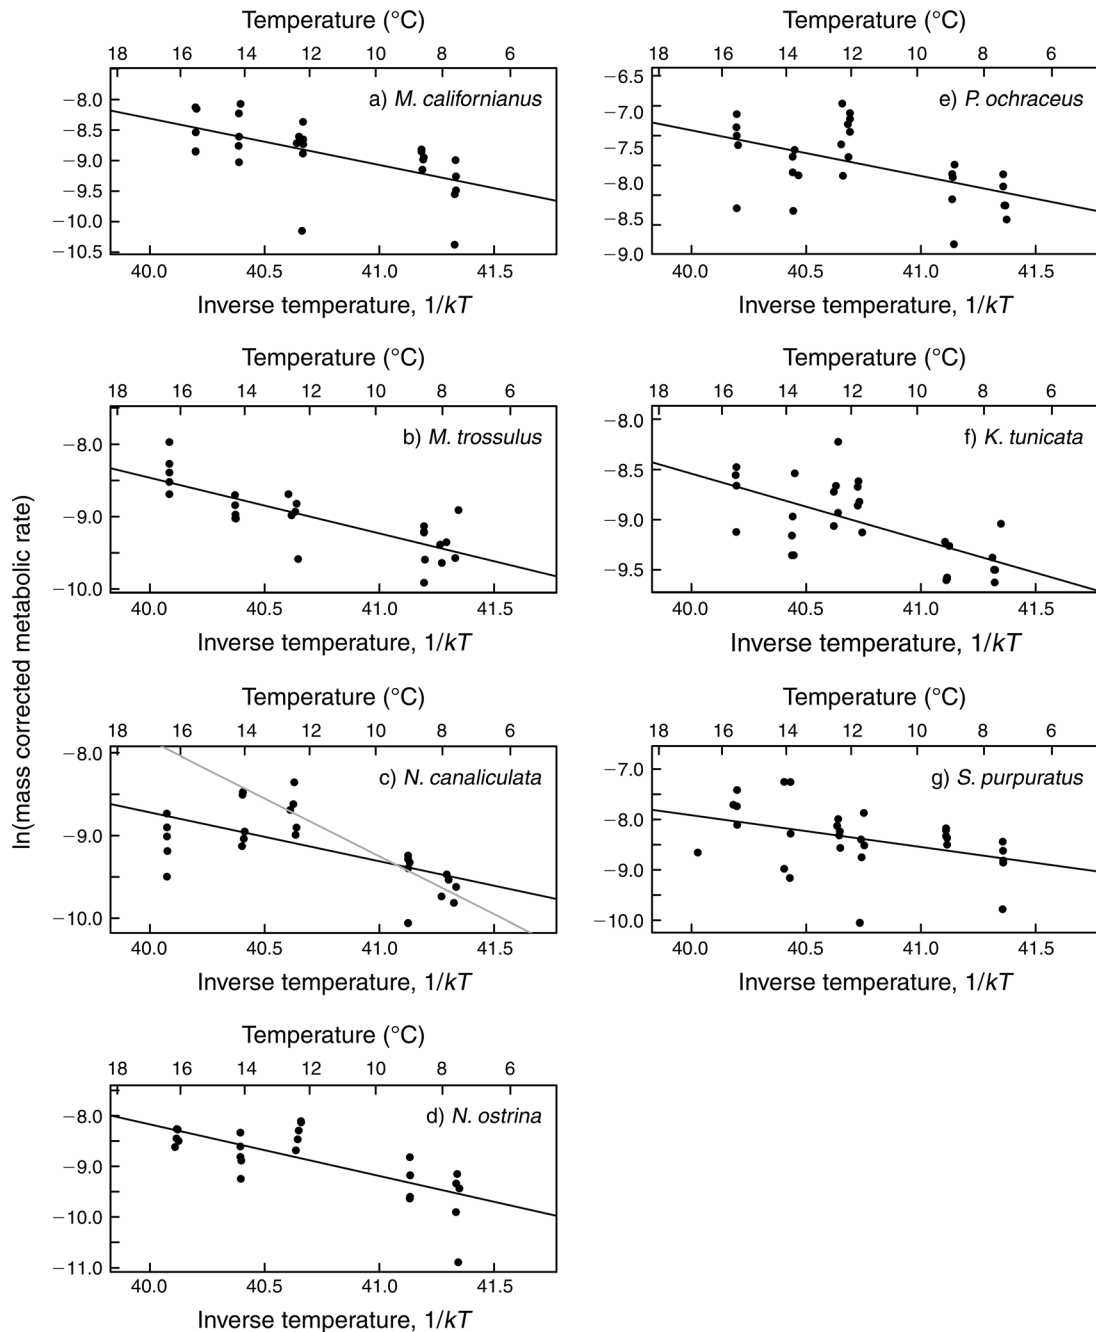 Temperature (°C)
18 16 14 12 10 8 6
a) M. californianus
−8.0
−8.5
−9.0
−9.5
−10.0
−10.5
40.0 40.5 41.0 41.5
Inverse temperature, 1/kT
Temperature (°C)
18 16 14 12 10 8 6
e) P. ochraceus
−6.5
−7.0
−7.5
−8.0
−8.5
−9.0
40.0 40.5 41.0 41.5
Inverse temperature, 1/kT
Temperature (°C)
18 16 14 12 10 8 6
b) M. trossulus
−8.0
−9.0
−10.0
40.0 40.5 41.0 41.5
Inverse temperature, 1/kT
Temperature (°C)
18 16 14 12 10 8 6
f) K. tunicata
−8.0
−8.5
−9.0
−9.5
40.0 40.5 41.0 41.5
Inverse temperature, 1/kT
ln(mass corrected metabolic rate)
Temperature (°C)
18 16 14 12 10 8 6
c) N. canaliculata
−8.0
−9.0
−10.0
40.0 40.5 41.0 41.5
Inverse temperature, 1/kT
Temperature (°C)
18 16 14 12 10 8 6
g) S. purpuratus
−7.0
−8.0
−9.0
−10.0
40.0 40.5 41.0 41.5
Inverse temperature, 1/kT
Temperature (°C)
18 16 14 12 10 8 6
d) N. ostrina
−8.0
−9.0
−10.0
−11.0
40.0 40.5 41.0 41.5
Inverse temperature, 1/kT